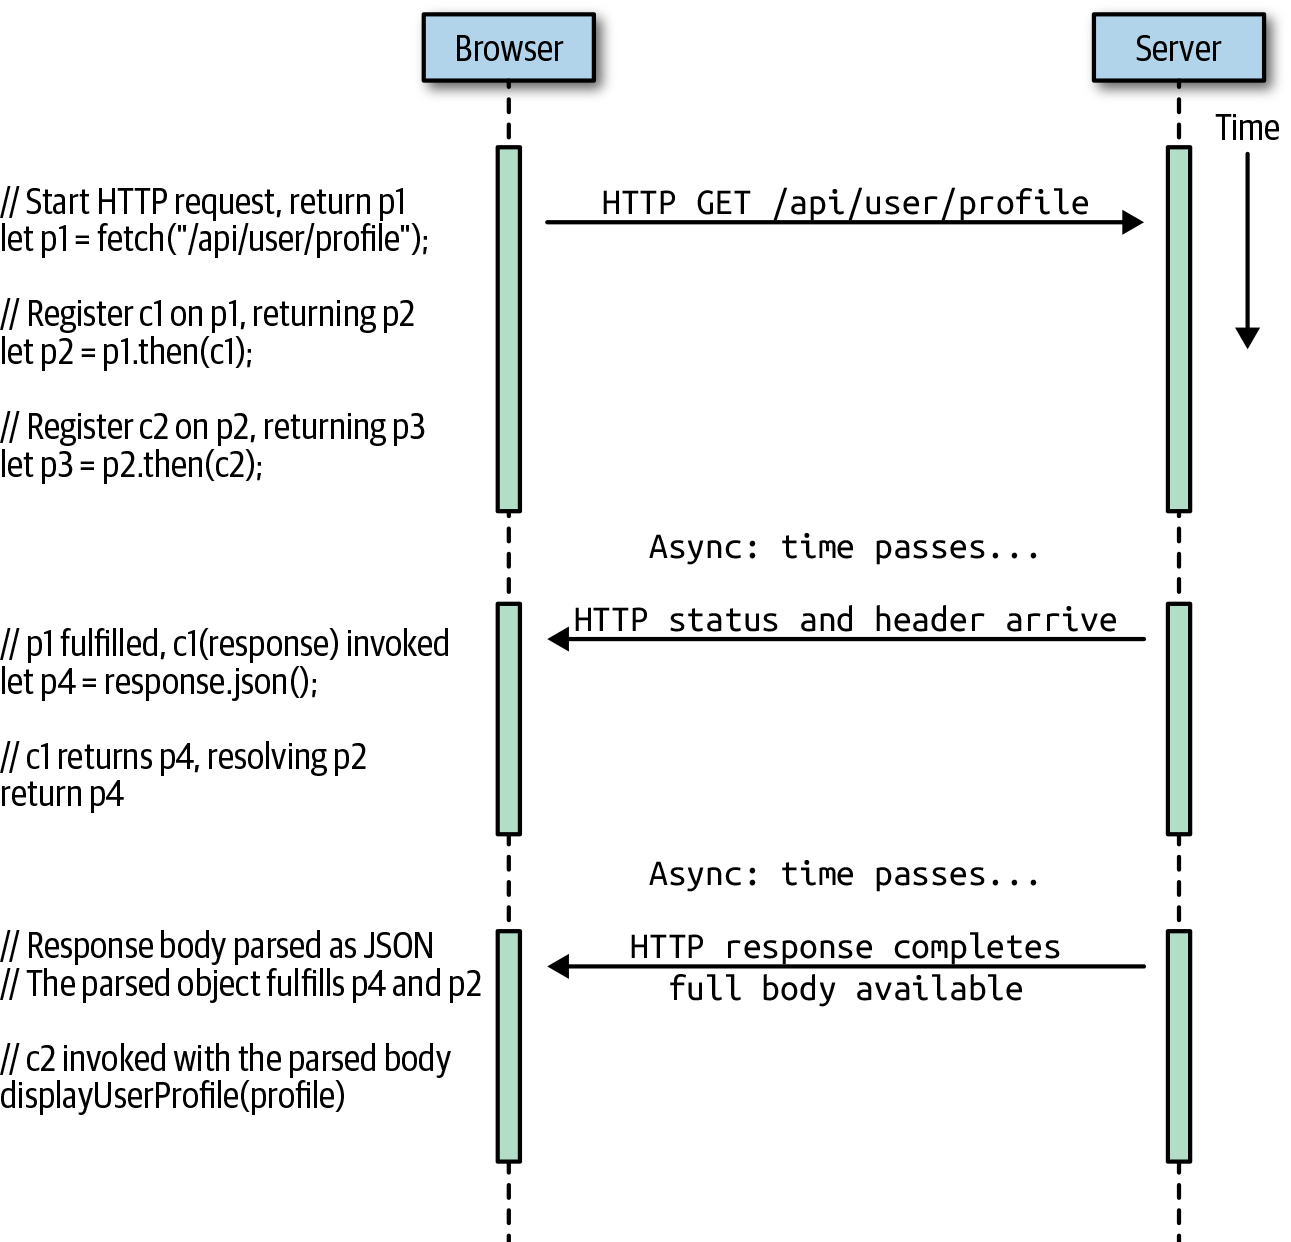 Browser
Server
Time
// Start HTTP request, return p1
let p1 = fetch("/api/user/profile");
HTTP GET /api/user/profile
// Register c1 on p1, returning p2
let p2 = p1.then(c1);
// Register c2 on p2, returning p3
let p3 = p2.then(c2);
Async: time passes...
HTTP status and header arrive
// p1 fulfilled, c1(response) invoked
let p4 = response.json();
// c1 returns p4, resolving p2
return p4
Async: time passes...
// Response body parsed as JSON
// The parsed object fulfills p4 and p2
HTTP response completes
full body available
// c2 invoked with the parsed body
displayUserProfile(profile)